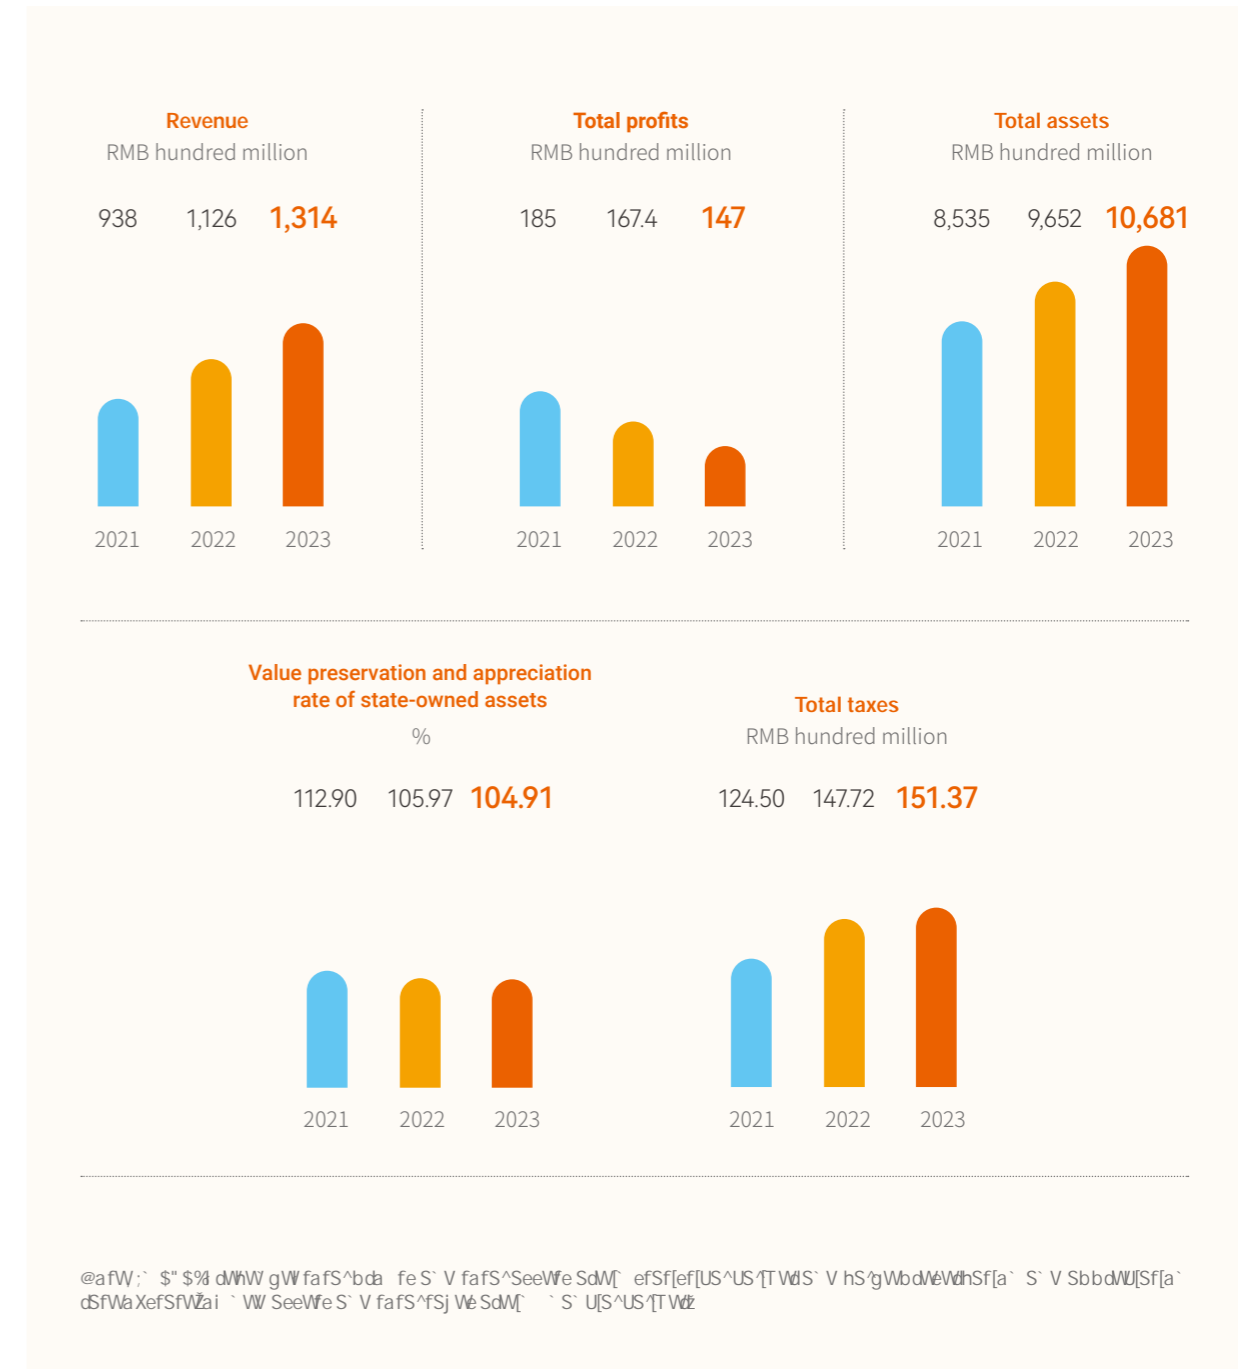 Revenue
RMB hundred million
938 1,126 1,314
2021 2022 2023
Total profits
RMB hundred million
185 167.4 147
2021 2022 2023
Total assets
RMB hundred million
8,535 9,652 10,681
2021 2022 2023
Value preservation and appreciation
rate of state-owned assets
%
112.90 105.97 104.91
2021 2022 2023
Total taxes
RMB hundred million
124.50 147.72 151.37
2021 2022 2023